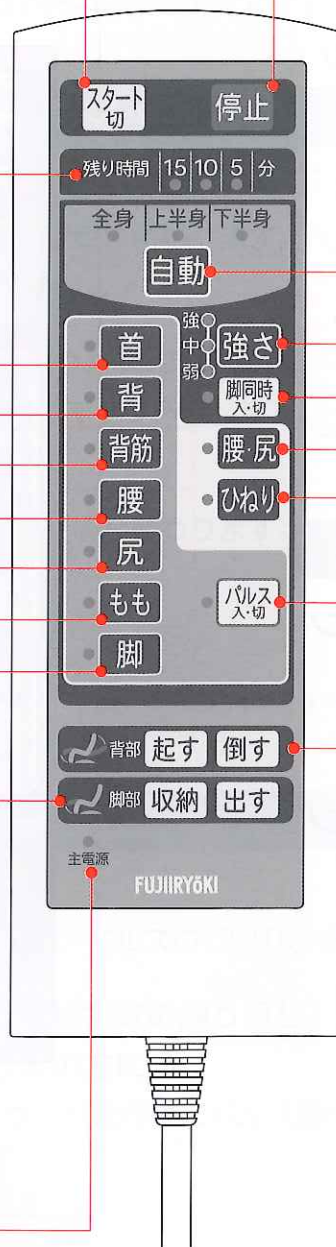 スタート
切
停止
残り時間 15 10 5 分
全身 上半身 下半身
自動
強
中
弱
強さ
脚同時
入・切
首
背
背筋
腰
尻
もも
脚
腰・尻
ひねり
パルス
入・切
背部 起す 倒す
脚部 収納 出す
主電源
FUJIIRYōKI